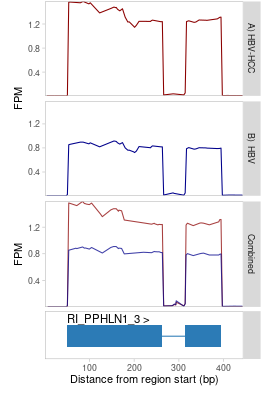 1.2
0.8
0.4
A) HBV-HCC
FPM
1.2
0.8
0.4
B) HBV
1.2
0.8
0.4
Combined
FPM
RI_PPHLN1_3 >
100 200 300 400
Distance from region start (bp)